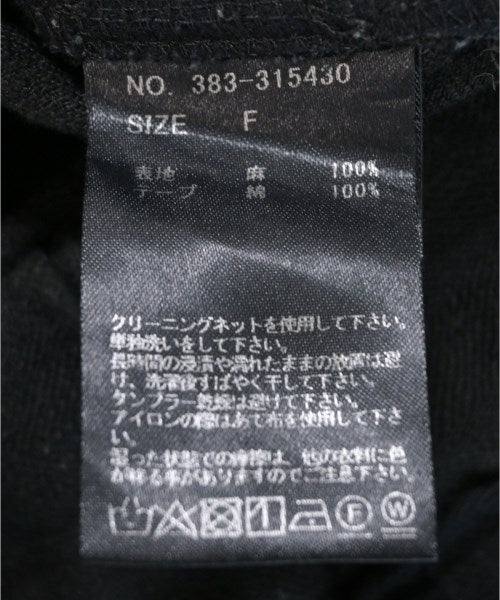 NO. 383-315430
SIZE F
表地 麻 100%
テープ 綿 100%
クリーニングネットを使用して下さい。
単独洗いをして下さい。
長時間の浸漬や濡れたままの放置は避
け、洗濯後すばやく干して下さい。
タンブラー乾燥は避けて下さい。
アイロンの際はあて布を使用して下さ
い。
湿った状態での摩擦は、他の衣料に色
が移る事がありますのでご注意下さい。
F W